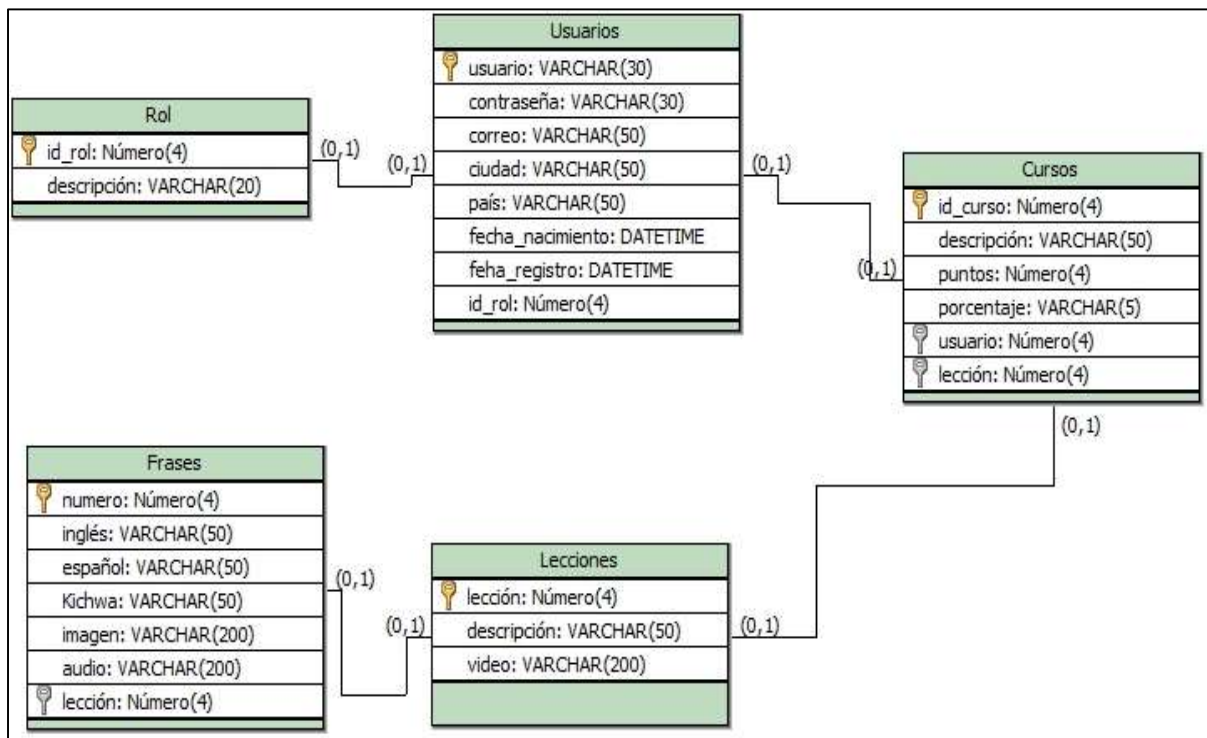 Rol
id_rol: Número(4)
descripción: VARCHAR(20)
(0,1)
(0,1)
Usuarios
usuario: VARCHAR(30)
contraseña: VARCHAR(30)
correo: VARCHAR(50)
ciudad: VARCHAR(50)
país: VARCHAR(50)
fecha_nacimiento: DATETIME
feha_registro: DATETIME
id_rol: Número(4)
(0,1)
(0,1)
Cursos
id_curso: Número(4)
descripción: VARCHAR(50)
puntos: Número(4)
porcentaje: VARCHAR(5)
usuario: Número(4)
lección: Número(4)
(0,1)
Frases
numero: Número(4)
inglés: VARCHAR(50)
español: VARCHAR(50)
Kichwa: VARCHAR(50)
imagen: VARCHAR(200)
audio: VARCHAR(200)
lección: Número(4)
(0,1)
(0,1)
Lecciones
lección: Número(4)
descripción: VARCHAR(50)
video: VARCHAR(200)
(0,1)